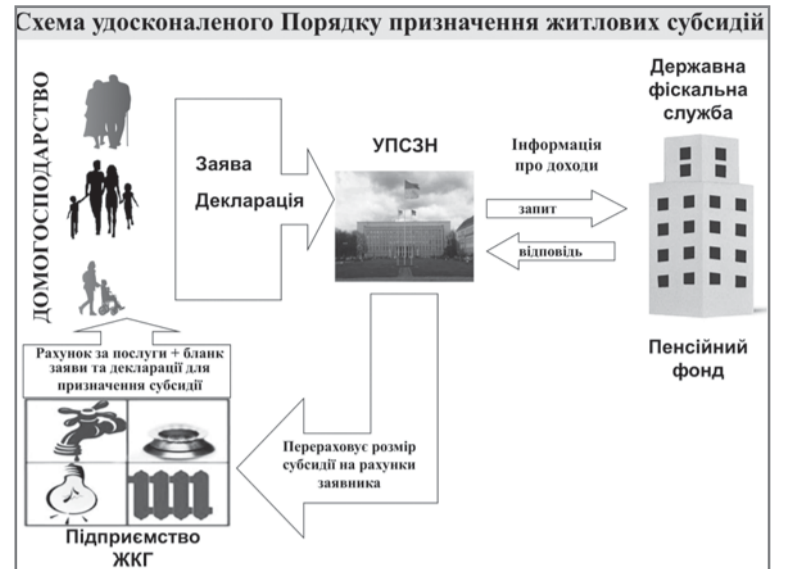 Схема удосконаленого Порядку призначення житлових субсидій
ДОМОГОСПОДАРСТВО
Заява
Декларація
УПСЗН
Інформація
про доходи
запит
відповідь
Державна
фіскальна
служба
Пенсійний
фонд
Рахунок за послуги + бланк
заяви та декларації для
призначення субсидії
Перераховує розмір
субсидії на рахунки
заявника
Підприємство
ЖКГ